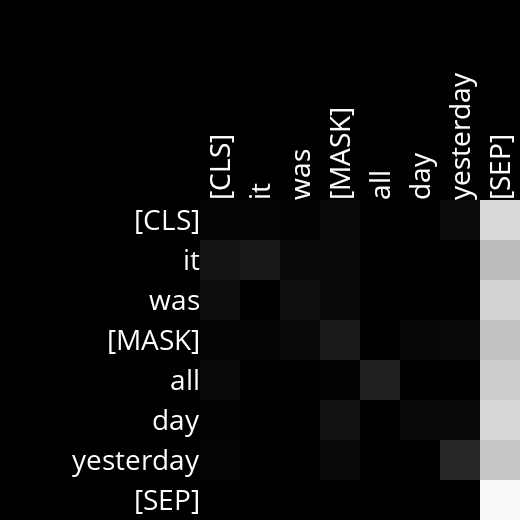 [CLS]
it
was
[MASK]
all
day
yesterday
[SEP]
[CLS]
it
was
[MASK]
all
day
yesterday
[SEP]